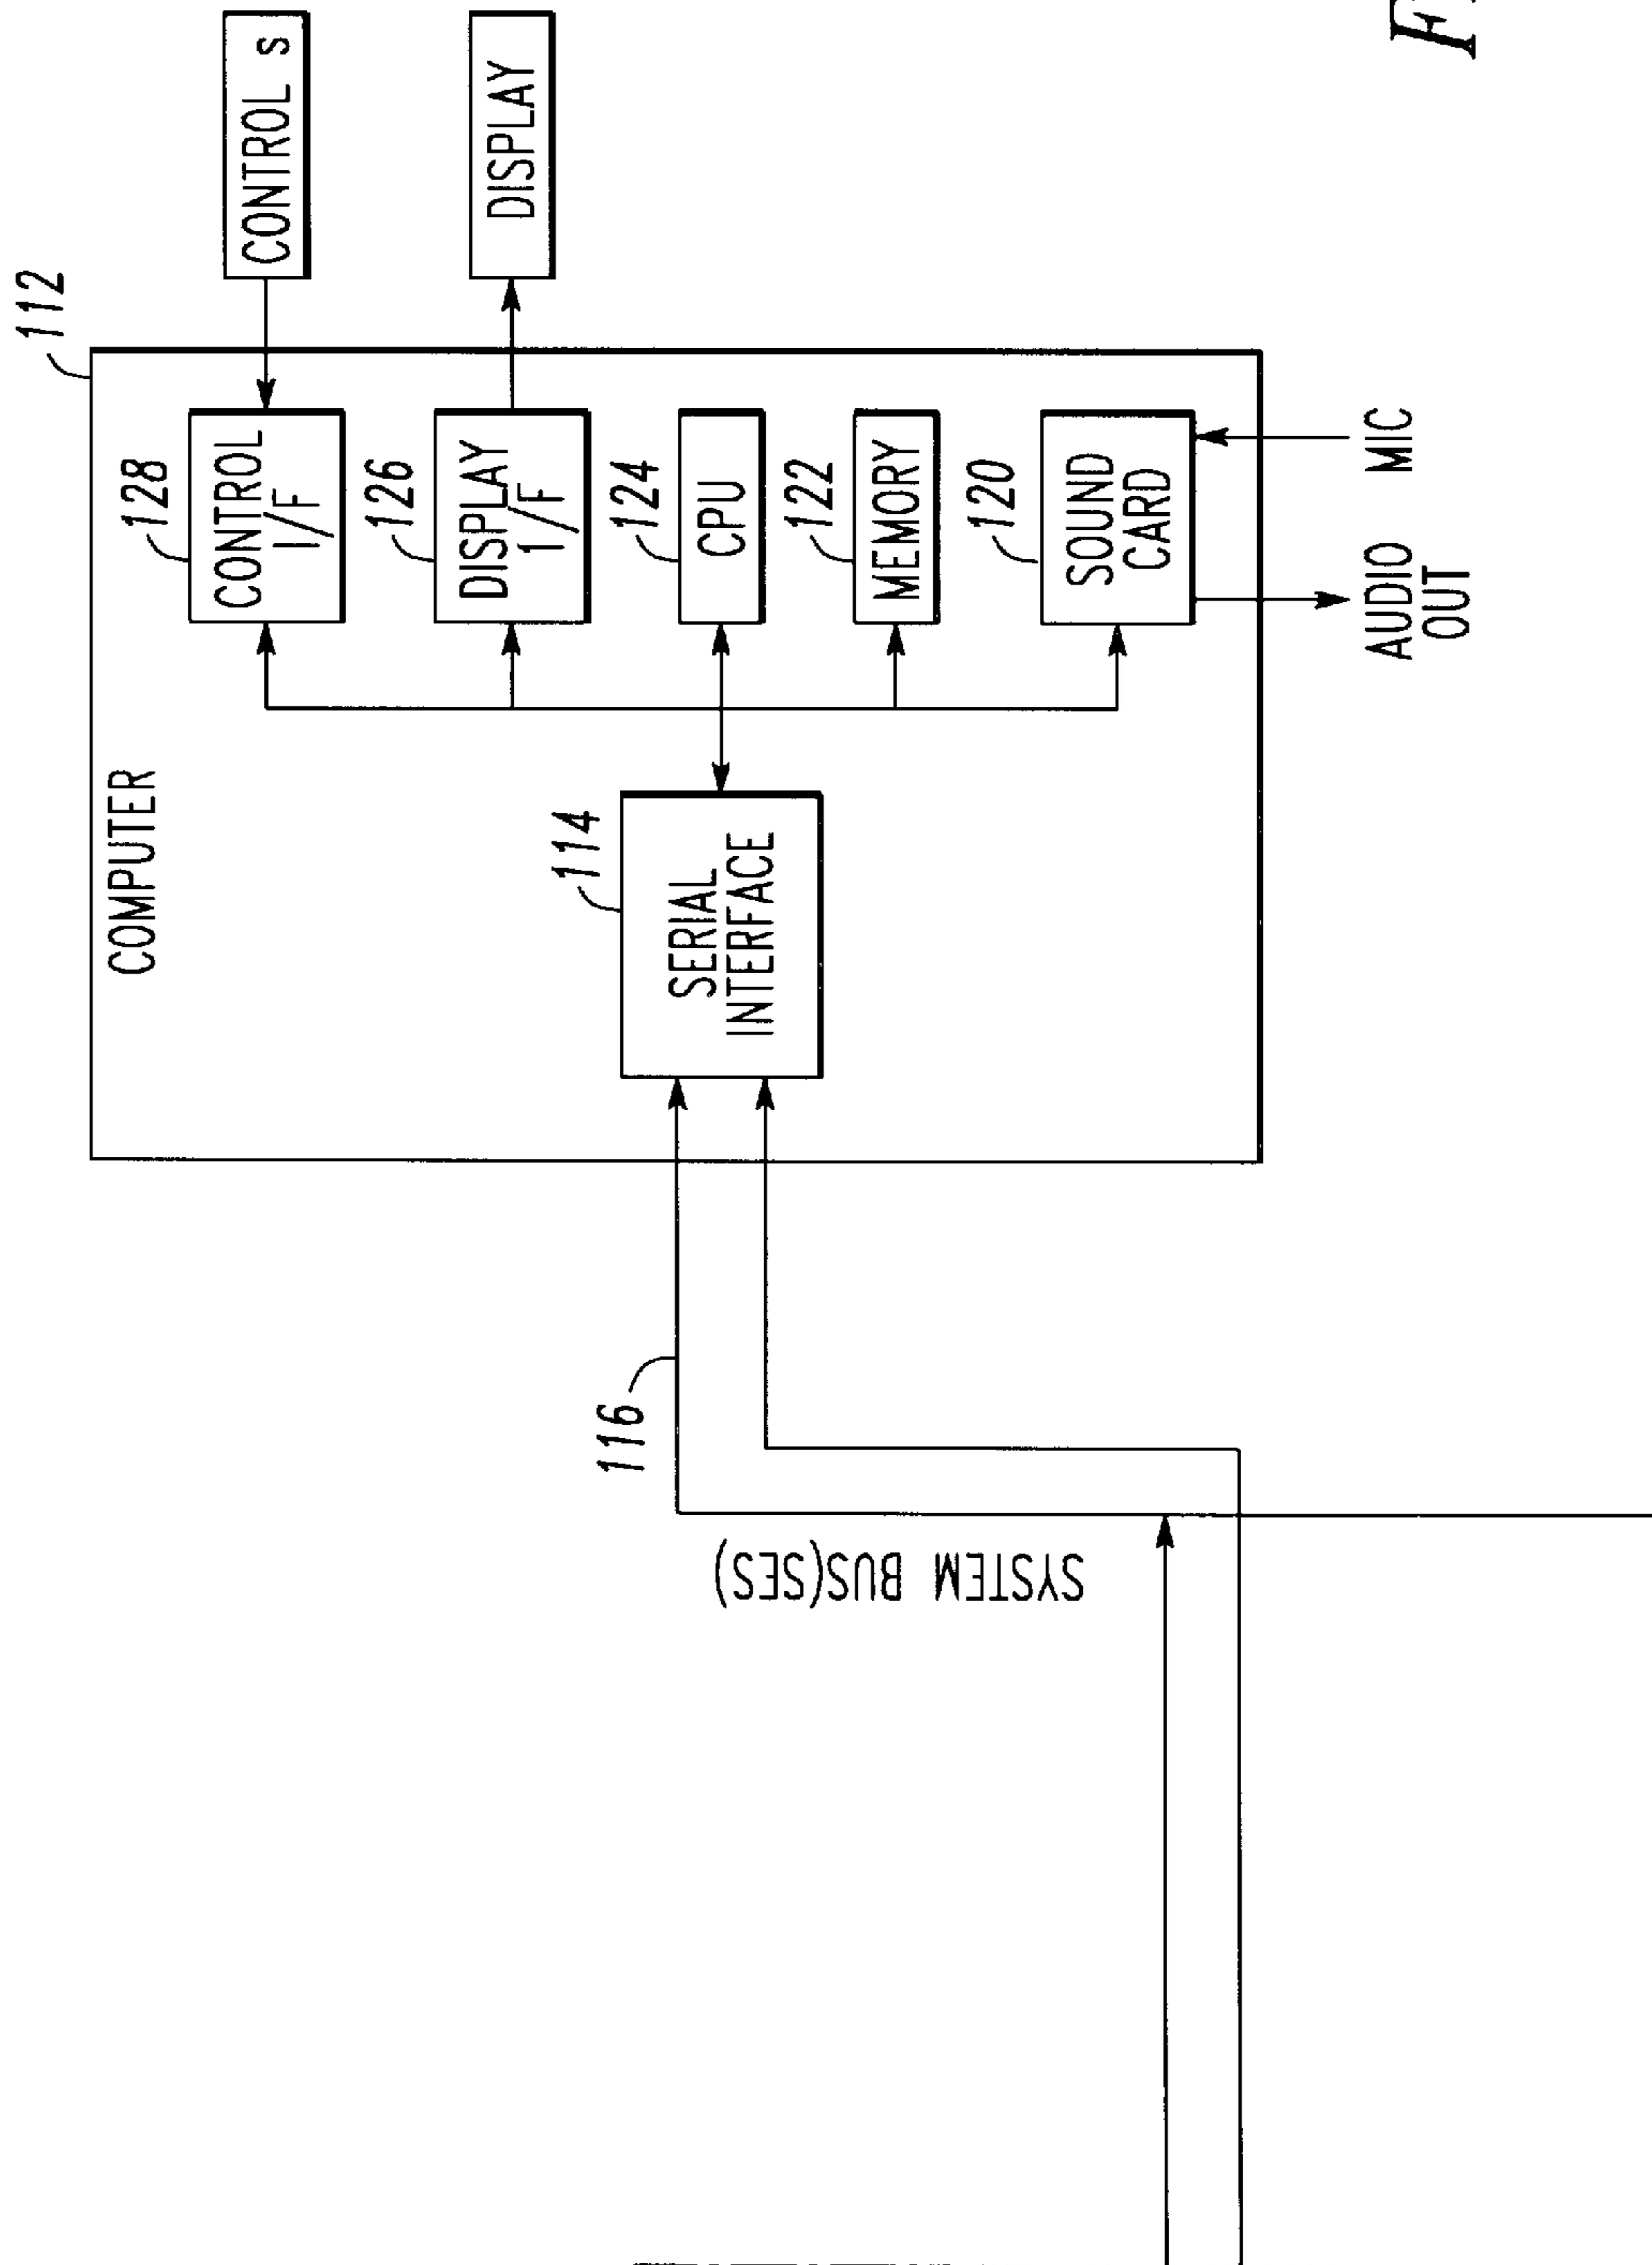 112
COMPUTER
128
CONTROL
I/F
CONTROL s
126
DISPLAY
1/F
DISPLAY
124
CPU
122
MEMORY
120
SOUND
CARD
114
SERIAL
INTERFACE
116
SYSTEM BUS(SES)
AUDIO
OUT
MIC